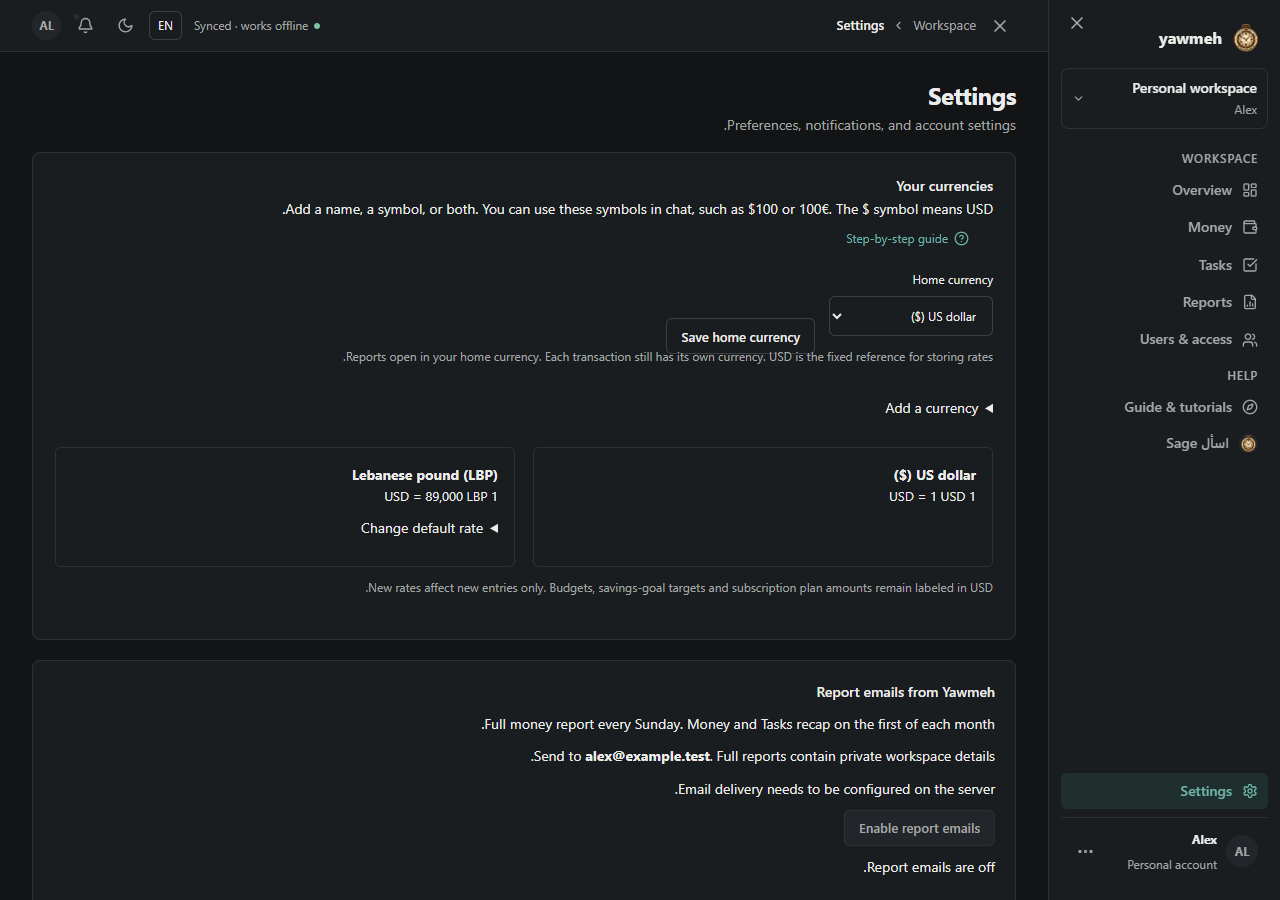 AL
EN
Synced · works offline
Settings
Workspace
yawmeh
Personal workspace
Alex
WORKSPACE
Overview
Money
Tasks
Reports
Users & access
HELP
Guide & tutorials
اسأل Sage
Settings
AL
Alex
Personal account
Settings
.Preferences, notifications, and account settings
Your currencies
.Add a name, a symbol, or both. You can use these symbols in chat, such as $100 or 100€. The $ symbol means USD
Step-by-step guide
Home currency
($) US dollar
Save home currency
.Reports open in your home currency. Each transaction still has its own currency. USD is the fixed reference for storing rates
Add a currency
($) US dollar
USD = 1 USD 1
Lebanese pound (LBP)
USD = 89,000 LBP 1
Change default rate
.New rates affect new entries only. Budgets, savings-goal targets and subscription plan amounts remain labeled in USD
Report emails from Yawmeh
.Full money report every Sunday. Money and Tasks recap on the first of each month
.Send to alex@example.test. Full reports contain private workspace details
.Email delivery needs to be configured on the server
Enable report emails
.Report emails are off